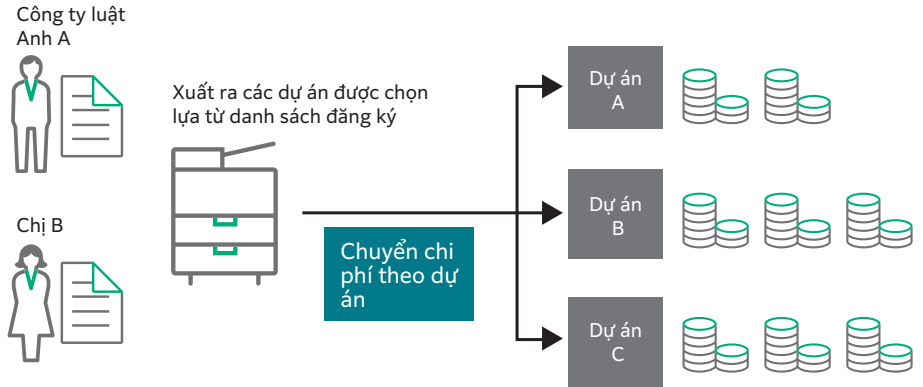 Công ty luật
Anh A
Xuất ra các dự án được chọn
lựa từ danh sách đăng ký
Chị B
Chuyển chi
phí theo dự
án
Dự án
A
Dự án
B
Dự án
C